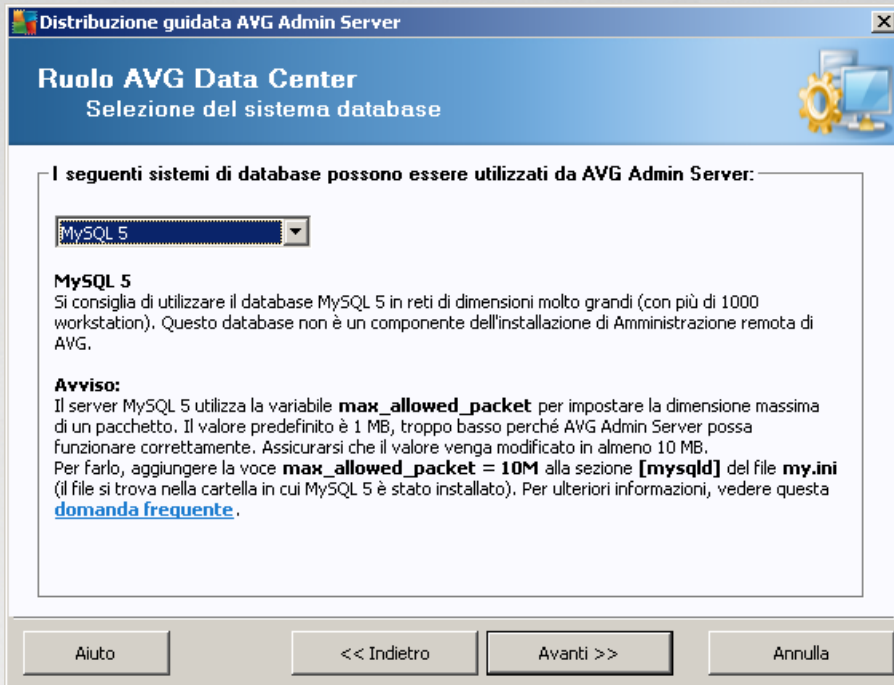 Distribuzione guidata AVG Admin Server
Ruolo AVG Data Center
Selezione del sistema database
I seguenti sistemi di database possono essere utilizzati da AVG Admin Server:
MySQL 5
MySQL 5
Si consiglia di utilizzare il database MySQL 5 in reti di dimensioni molto grandi (con più di 1000
workstation). Questo database non è un componente dell'installazione di Amministrazione remota di
AVG.
Avviso:
Il server MySQL 5 utilizza la variabile max_allowed_packet per impostare la dimensione massima
di un pacchetto. Il valore predefinito è 1 MB, troppo basso perché AVG Admin Server possa
funzionare correttamente. Assicurarsi che il valore venga modificato in almeno 10 MB.
Per farlo, aggiungere la voce max_allowed_packet = 10M alla sezione [mysqld] del file my.ini
(il file si trova nella cartella in cui MySQL 5 è stato installato). Per ulteriori informazioni, vedere questa
domanda frequente.
Aiuto
<< Indietro
Avanti >>
Annulla